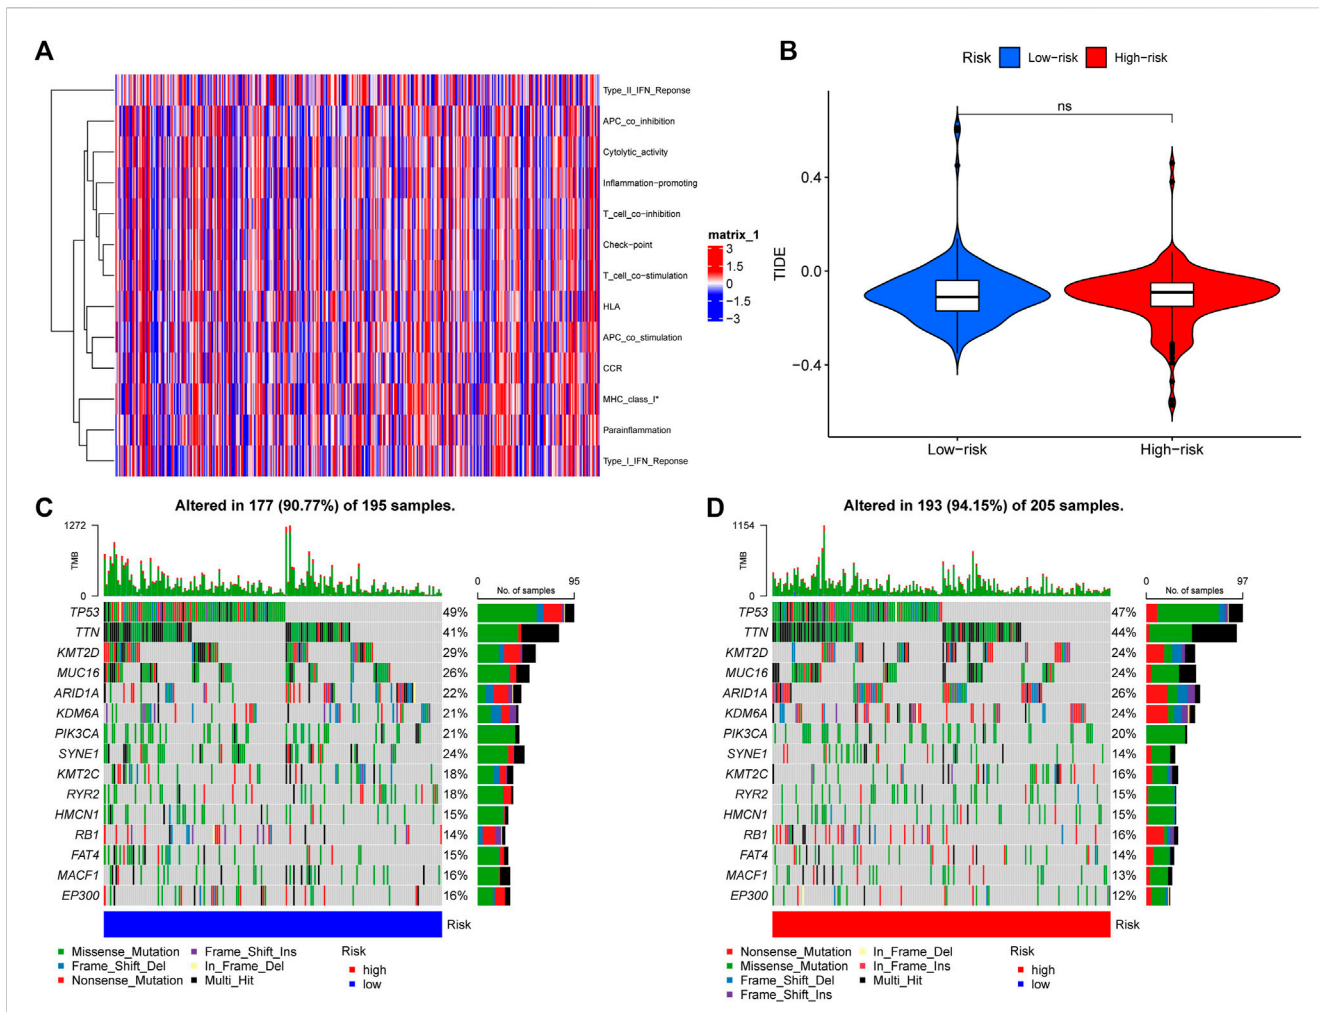 A
Type_II_IFN_Reponse
APC_co_inhibition
Cytolytic_activity
Inflammation-promoting
T_cell_co-inhibition
Check-point
T_cell_co-stimulation
HLA
APC_co_stimulation
CCR
MHC_class_I*
Parainflammation
Type_I_IFN_Reponse
matrix_1
3
1.5
0
−1.5
−3
B
Risk Low−risk High−risk
ns
TIDE
0.4
0.0
−0.4
Low−risk High−risk
C
Altered in 177 (90.77%) of 195 samples.
1272
TMB
0
0 95
No. of samples
TP53 49%
TTN 41%
KMT2D 29%
MUC16 26%
ARID1A 22%
KDM6A 21%
PIK3CA 21%
SYNE1 24%
KMT2C 18%
RYR2 18%
HMCN1 15%
RB1 14%
FAT4 15%
MACF1 16%
EP300 16%
Risk
Missense_Mutation Frame_Shift_Ins Risk
Frame_Shift_Del In_Frame_Del high
Nonsense_Mutation Multi_Hit low
D
Altered in 193 (94.15%) of 205 samples.
1154
TMB
0
0 97
No. of samples
TP53 47%
TTN 44%
KMT2D 24%
MUC16 24%
ARID1A 26%
KDM6A 24%
PIK3CA 20%
SYNE1 14%
KMT2C 16%
RYR2 15%
HMCN1 15%
RB1 16%
FAT4 14%
MACF1 13%
EP300 12%
Risk
Nonsense_Mutation In_Frame_Del Risk
Missense_Mutation In_Frame_Ins high
Frame_Shift_Del Multi_Hit low
Frame_Shift_Ins